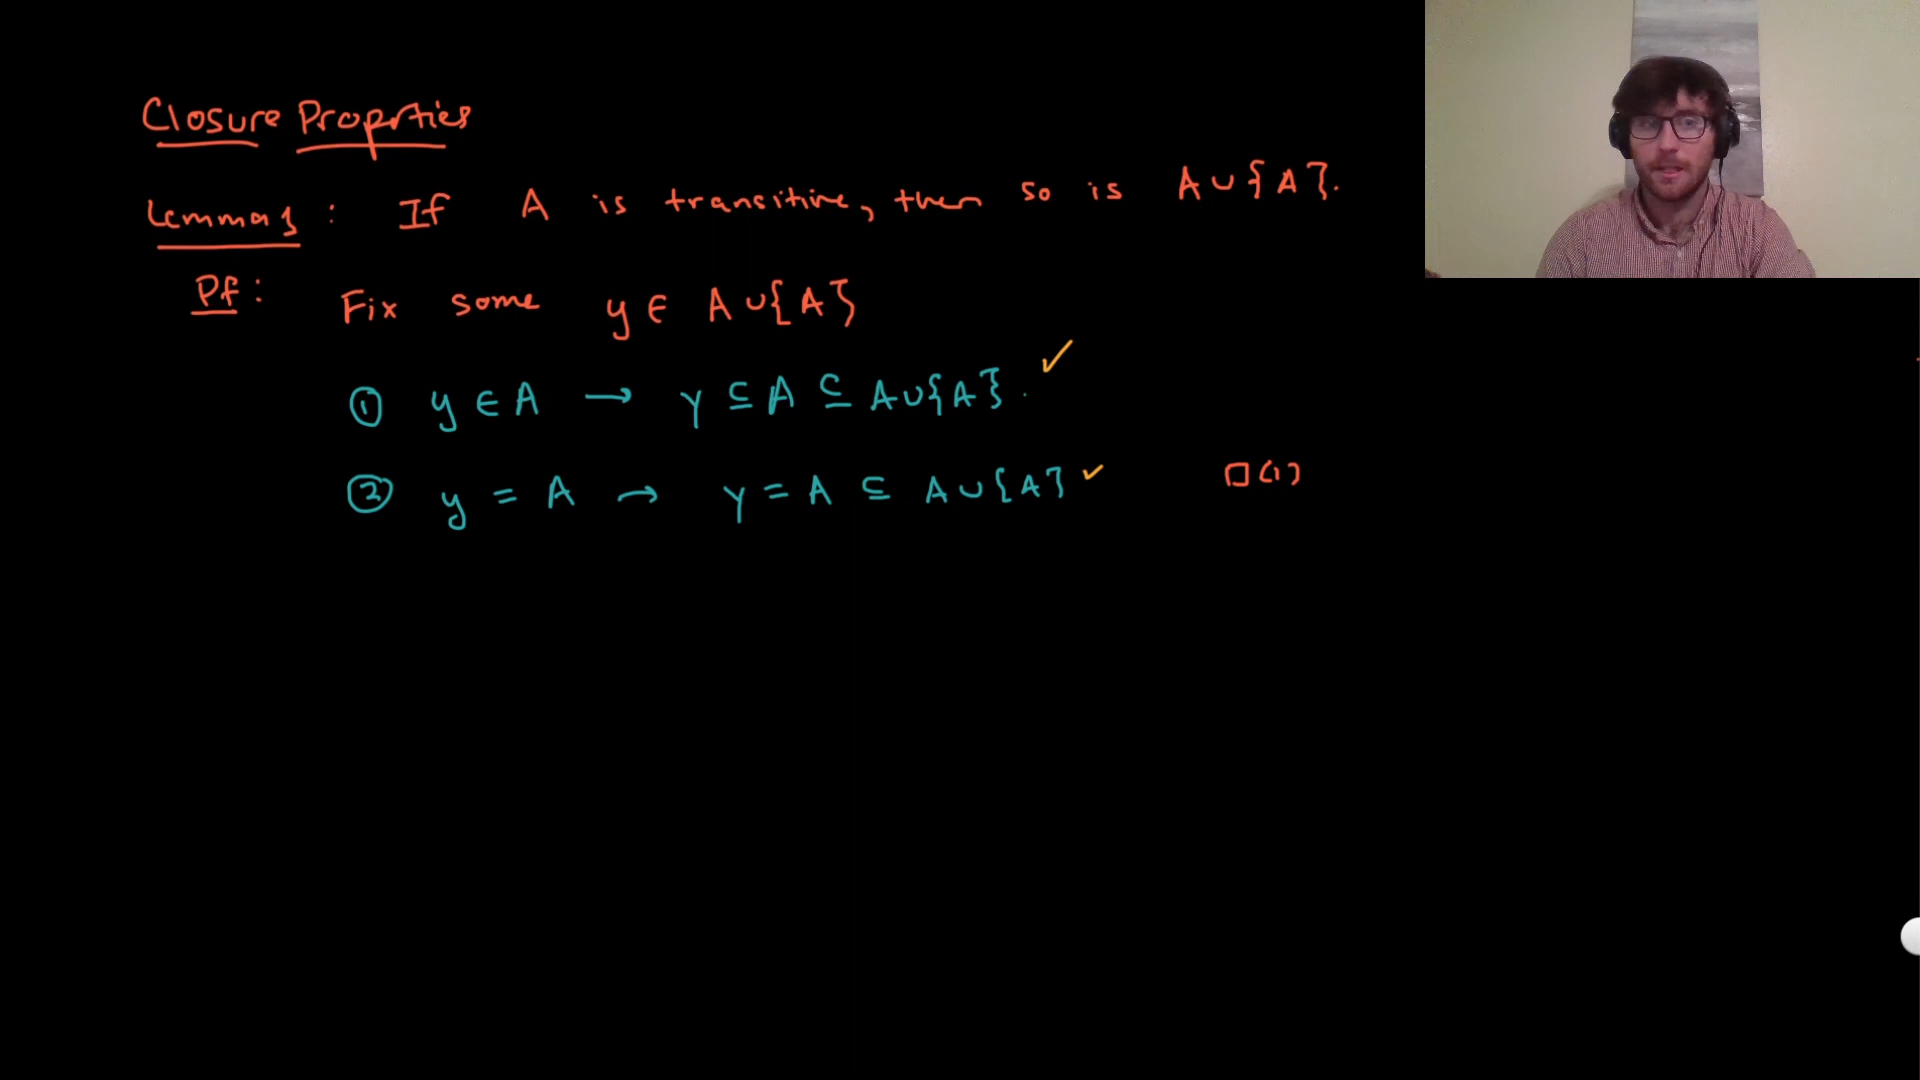 Closure Properties
Lemma 1 : If A is transitive, then so is A∪{A}.
Pf: Fix some y ∈ A∪{A}
① y ∈ A → y ⊆ A ⊆ A∪{A}. ✓
② y = A → y = A ⊆ A∪{A} ✓ □(1)